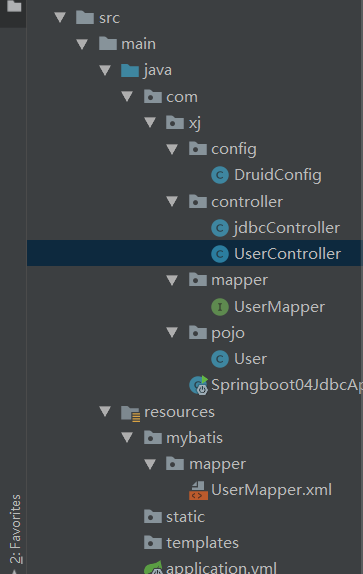 src
main
java
com
xj
config
DruidConfig
controller
jdbcController
UserController
mapper
UserMapper
pojo
User
Springboot04JdbcAp
resources
mybatis
mapper
UserMapper.xml
static
templates
application.yml
2: Favorites